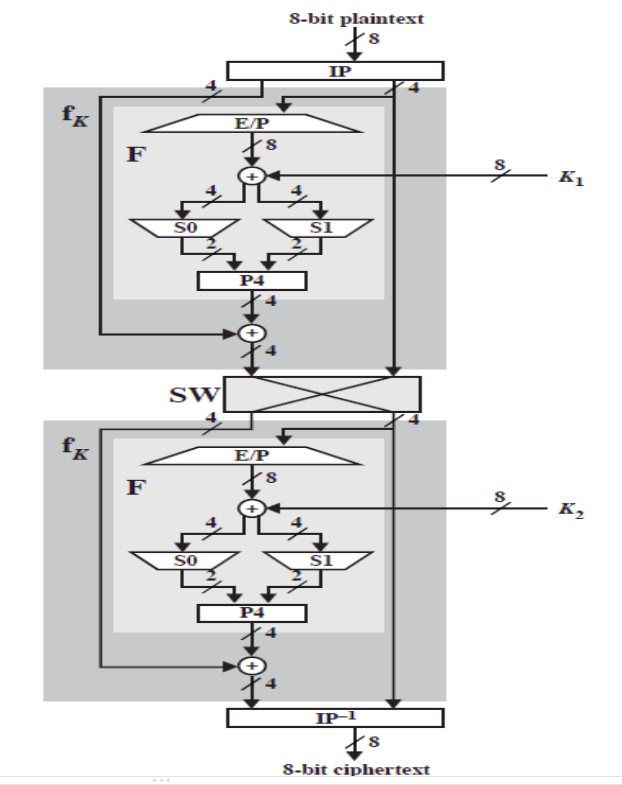 8-bit plaintext
8
IP
4 4
f_K
E/P
F
8
8 K_1
+
4 4
S0 S1
2 2
P4
4
+
4
SW
4 4
f_K
E/P
F
8
8 K_2
+
4 4
S0 S1
2 2
P4
4
+
4
IP–1
8
8-bit ciphertext